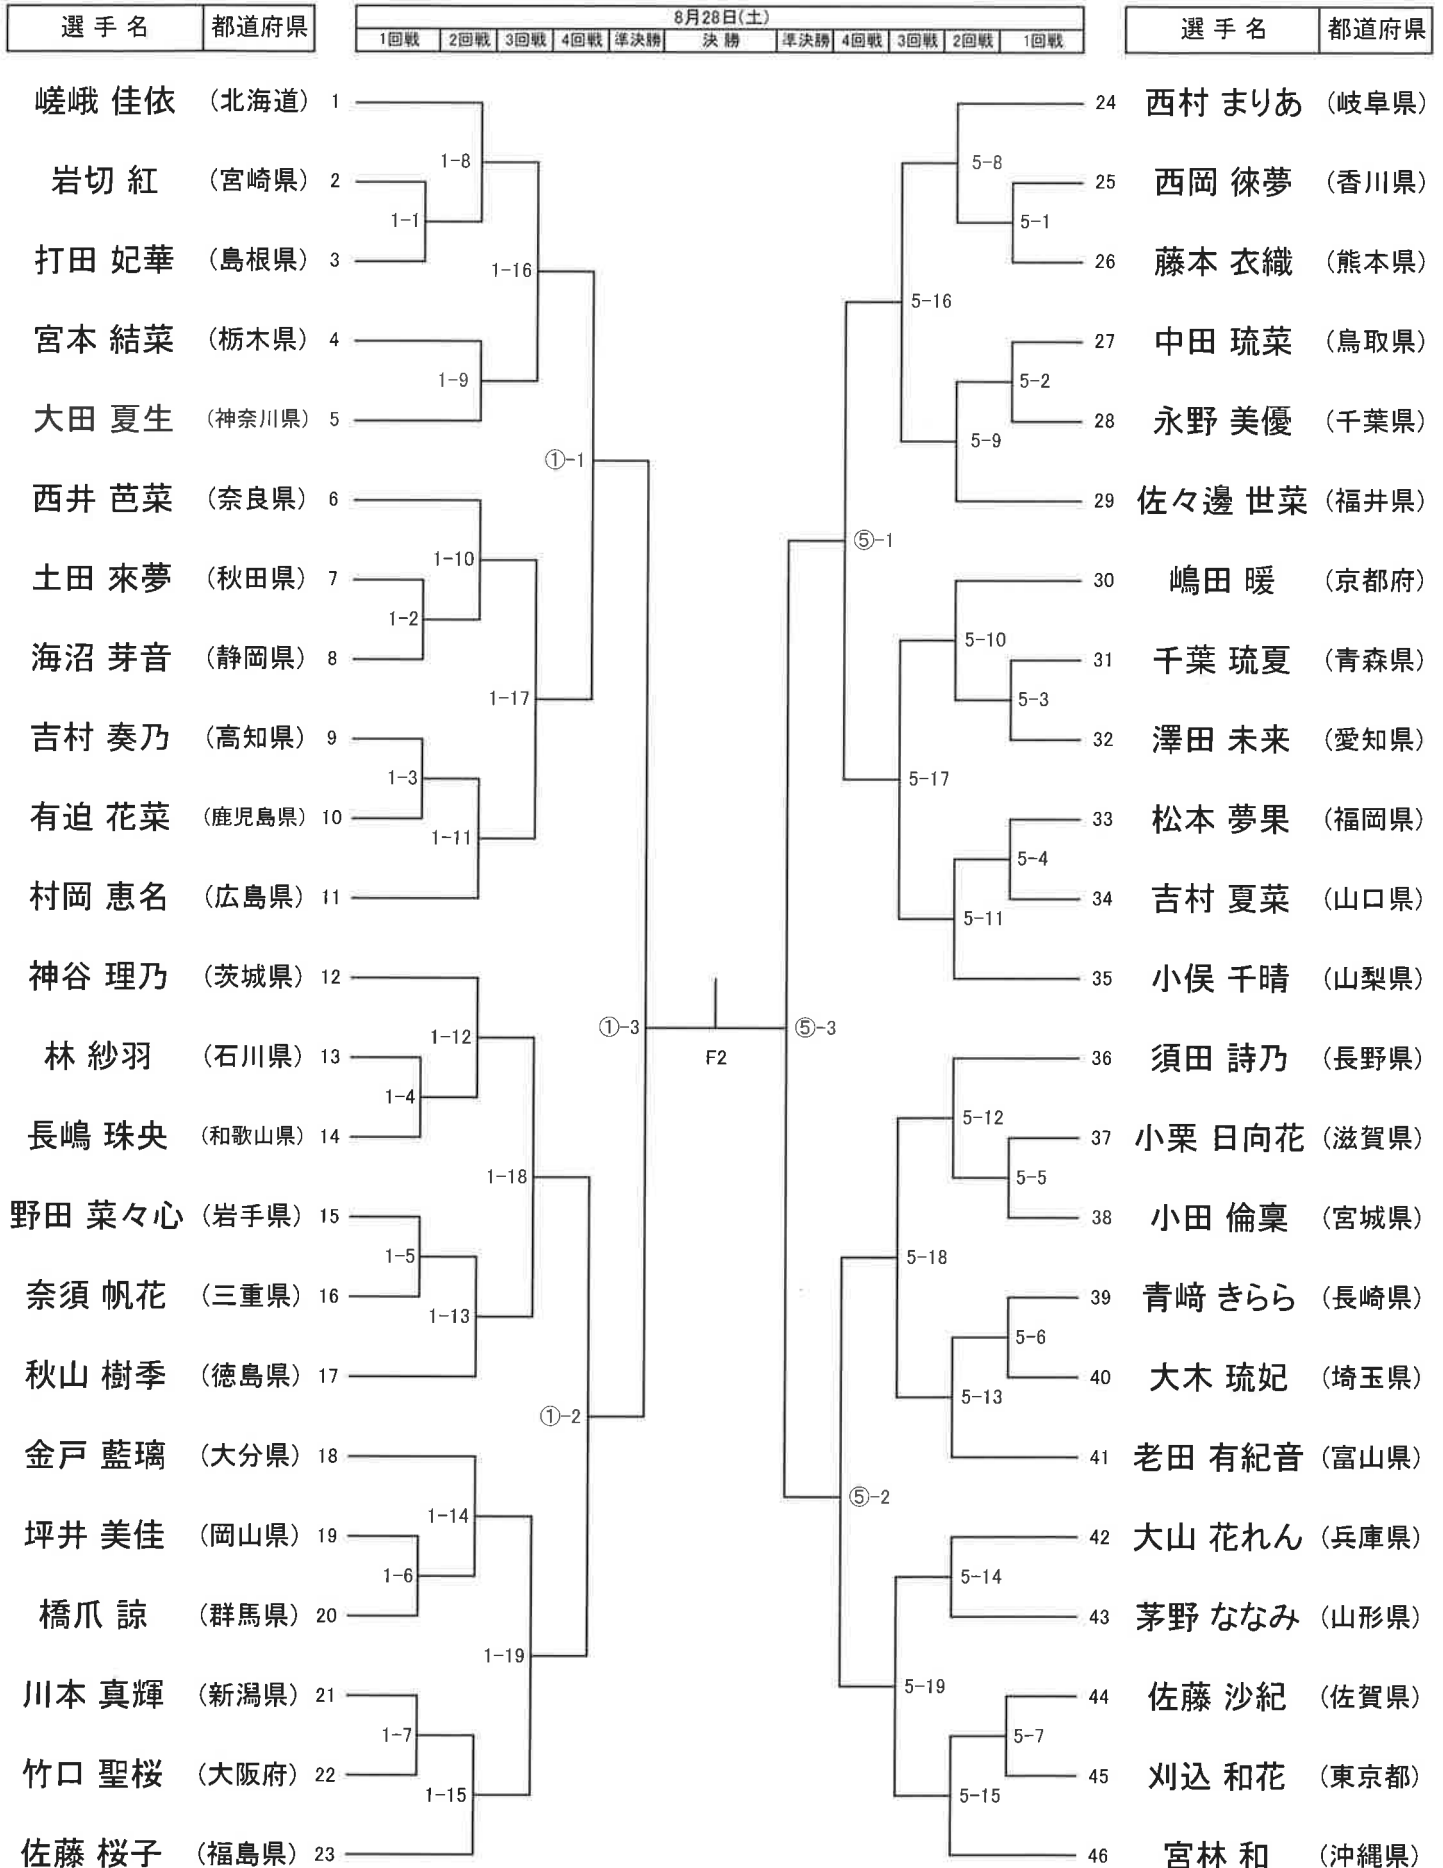 選手名 都道府県 8月28日(土) 選手名 都道府県
1回戦 2回戦 3回戦 4回戦 準決勝 決勝 準決勝 4回戦 3回戦 2回戦 1回戦
嵯峨 佳依 (北海道) 1
24 西村 まりあ (岐阜県)
1-8
5-8
岩切 紅 (宮崎県) 2
25 西岡 徠夢 (香川県)
1-1
5-1
打田 妃華 (島根県) 3
26 藤本 衣織 (熊本県)
1-16
5-16
宮本 結菜 (栃木県) 4
27 中田 琉菜 (鳥取県)
1-9
5-2
大田 夏生 (神奈川県) 5
28 永野 美優 (千葉県)
①-1
5-9
西井 芭菜 (奈良県) 6
29 佐々邊 世菜 (福井県)
1-10
⑤-1
土田 來夢 (秋田県) 7
30 嶋田 暖 (京都府)
1-2
5-10
海沼 芽音 (静岡県) 8
31 千葉 琉夏 (青森県)
1-17
5-3
吉村 奏乃 (高知県) 9
32 澤田 未来 (愛知県)
1-3
5-17
有迫 花菜 (鹿児島県) 10
33 松本 夢果 (福岡県)
1-11
5-4
村岡 恵名 (広島県) 11
34 吉村 夏菜 (山口県)
5-11
神谷 理乃 (茨城県) 12
35 小俣 千晴 (山梨県)
1-12
①-3
⑤-3
林 紗羽 (石川県) 13
F2
36 須田 詩乃 (長野県)
1-4
5-12
長嶋 珠央 (和歌山県) 14
37 小栗 日向花 (滋賀県)
1-18
5-5
野田 菜々心 (岩手県) 15
38 小田 倫稟 (宮城県)
1-5
5-18
奈須 帆花 (三重県) 16
39 青﨑 きらら (長崎県)
1-13
5-6
秋山 樹季 (徳島県) 17
40 大木 琉妃 (埼玉県)
①-2
5-13
金戸 藍璃 (大分県) 18
41 老田 有紀音 (富山県)
1-14
⑤-2
坪井 美佳 (岡山県) 19
42 大山 花れん (兵庫県)
1-6
5-14
橋爪 諒 (群馬県) 20
43 茅野 ななみ (山形県)
1-19
5-19
川本 真輝 (新潟県) 21
44 佐藤 沙紀 (佐賀県)
1-7
5-7
竹口 聖桜 (大阪府) 22
45 刈込 和花 (東京都)
1-15
5-15
佐藤 桜子 (福島県) 23
46 宮林 和 (沖縄県)